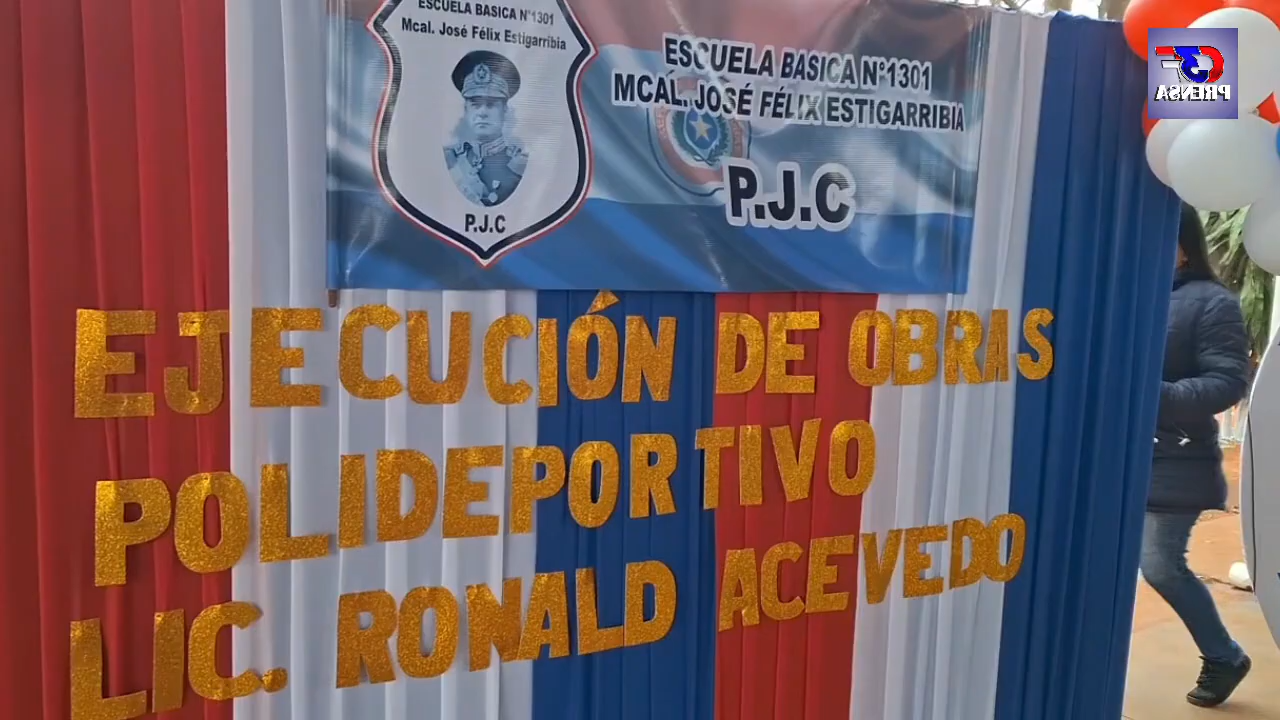 ESCUELA BASICA N°1301
Mcal. José Félix Estigarribia
P.J.C
ESCUELA BASICA N°1301
MCAL. JOSÉ FÉLIX ESTIGARRIBIA
P.J.C
EJECUCIÓN DE OBRAS
POLIDEPORTIVO
LIC. RONALD ACEVEDO
PRENSA